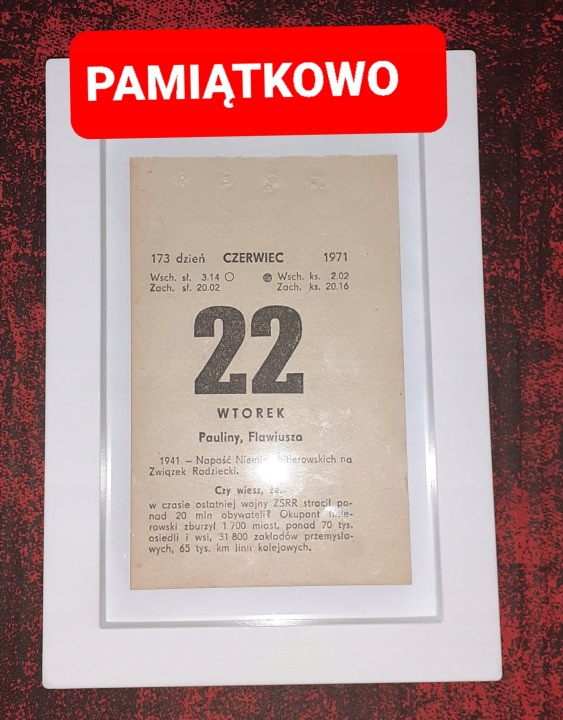 PAMIĄTKOWO
173 dzień CZERWIEC 1971
Wsch. sł. 3.14 Wsch. ks. 2.02
Zach. sł. 20.02 Zach. ks. 20.16
22
WTOREK
Pauliny, Flawiusza
1941 — Napaść hitlerowskich na
Związek Radziecki.
Czy wiesz, że...
w czasie ostatniej wojny ZSRR stracił po-
nad 20 mln obywateli? Okupant hitle-
rowski zburzył 1 700 miast, ponad 70 tys.
osiedli i wsi, 31 800 zakładów przemysło-
wych, 65 tys. km linii kolejowych.